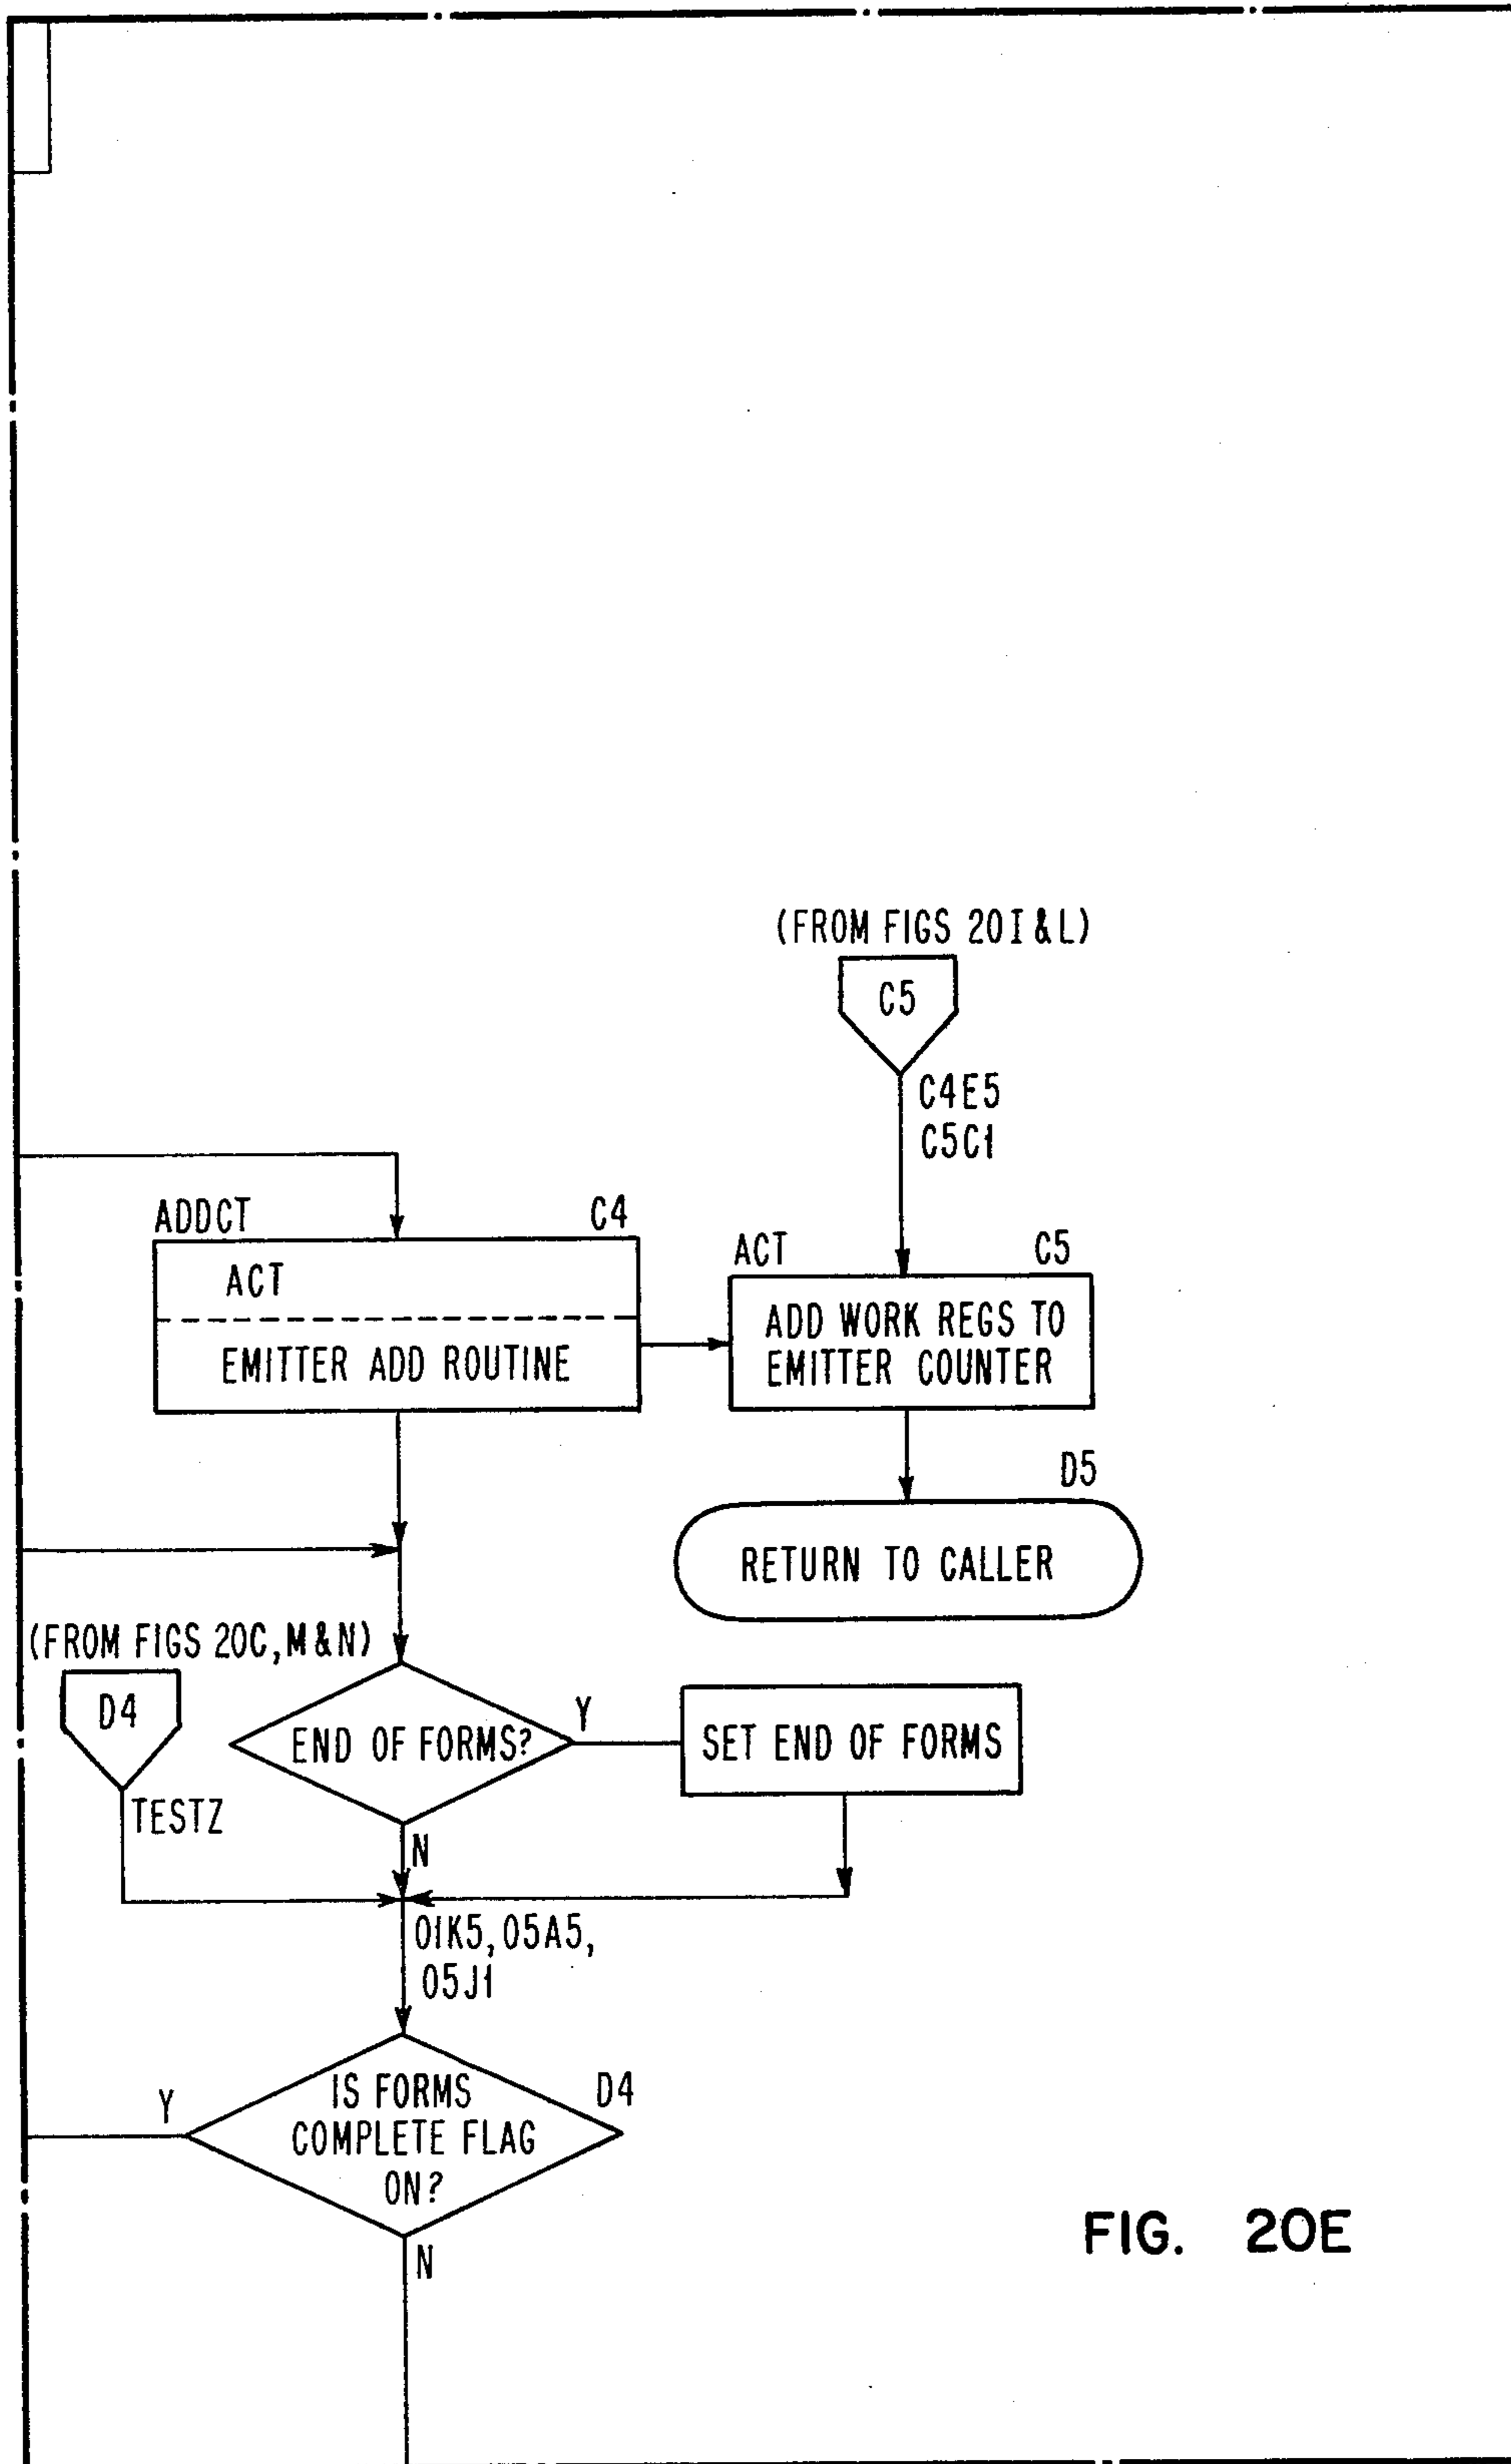 (FROM FIGS 20I & L)
C5
C4E5
C5C1
ADDCT C4
ACT
EMITTER ADD ROUTINE
ACT C5
ADD WORK REGS TO
EMITTER COUNTER
D5
RETURN TO CALLER
(FROM FIGS 20C, M & N)
D4
TESTZ
END OF FORMS?
Y
SET END OF FORMS
N
01K5, 05A5,
05J1
IS FORMS
COMPLETE FLAG
ON?
D4
Y
N
FIG. 20E